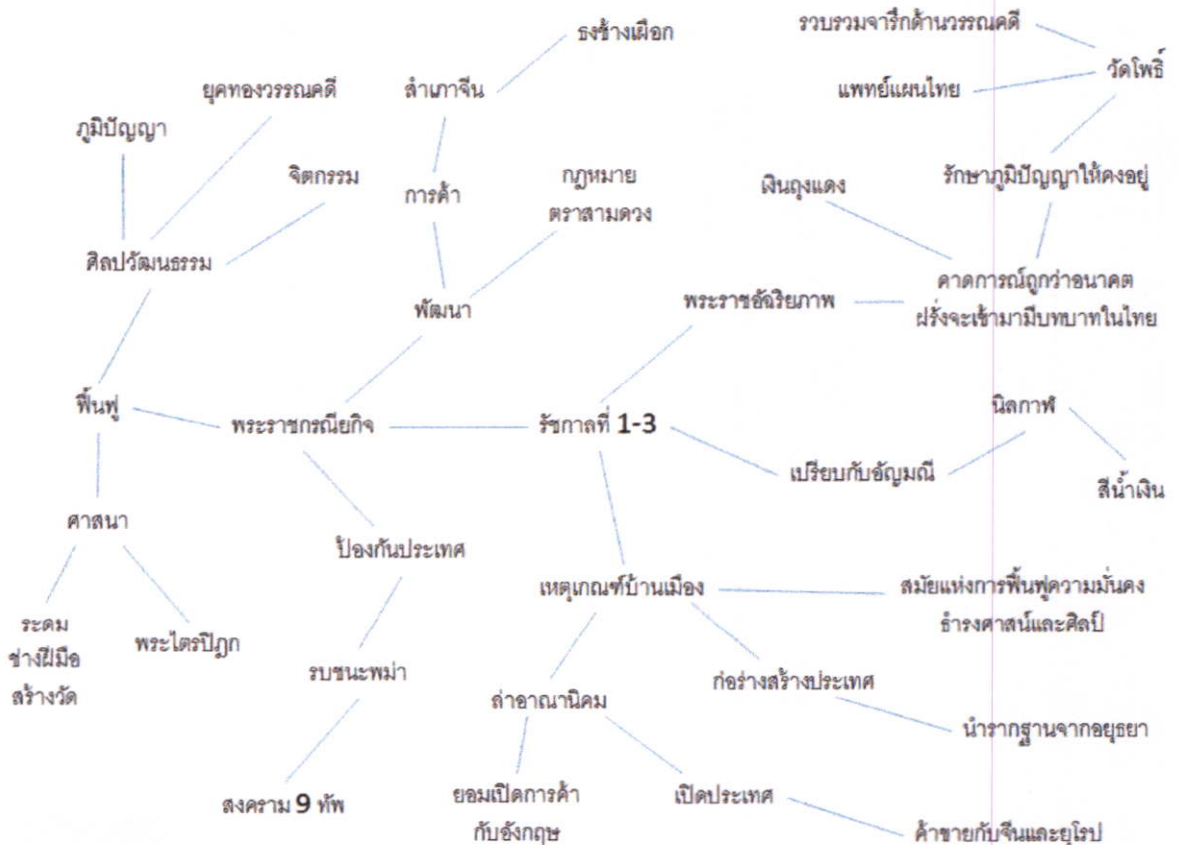 ธงช้างเผือก
รวบรวมจารึกด้านวรรณคดี
วัดโพธิ์
ยุคทองวรรณคดี
สำเภาจีน
แพทย์แผนไทย
ภูมิปัญญา
จิตกรรม
การค้า
กฎหมาย
ตราสามดวง
เงินถุงแดง
รักษาภูมิปัญญาให้คงอยู่
ศิลปวัฒนธรรม
พัฒนา
พระราชอัจริยภาพ
คาดการณ์ถูกว่าอนาคต
ฝรั่งจะเข้ามามีบทบาทในไทย
ฟื้นฟู
พระราชกรณียกิจ
รัชกาลที่ 1-3
นิลกาฬ
เปรียบกับอัญมณี
สีน้ำเงิน
ศาสนา
ป้องกันประเทศ
เหตุเกณฑ์บ้านเมือง
สมัยแห่งการฟื้นฟูความมั่นคง
ธำรงศาสน์และศิลป์
ระดม
ช่างฝีมือ
สร้างวัด
พระไตรปิฎก
รบชนะพม่า
ล่าอาณานิคม
ก่อร่างสร้างประเทศ
นำรากฐานจากอยุธยา
สงคราม 9 ทัพ
ยอมเปิดการค้า
กับอังกฤษ
เปิดประเทศ
ค้าขายกับจีนและยุโรป